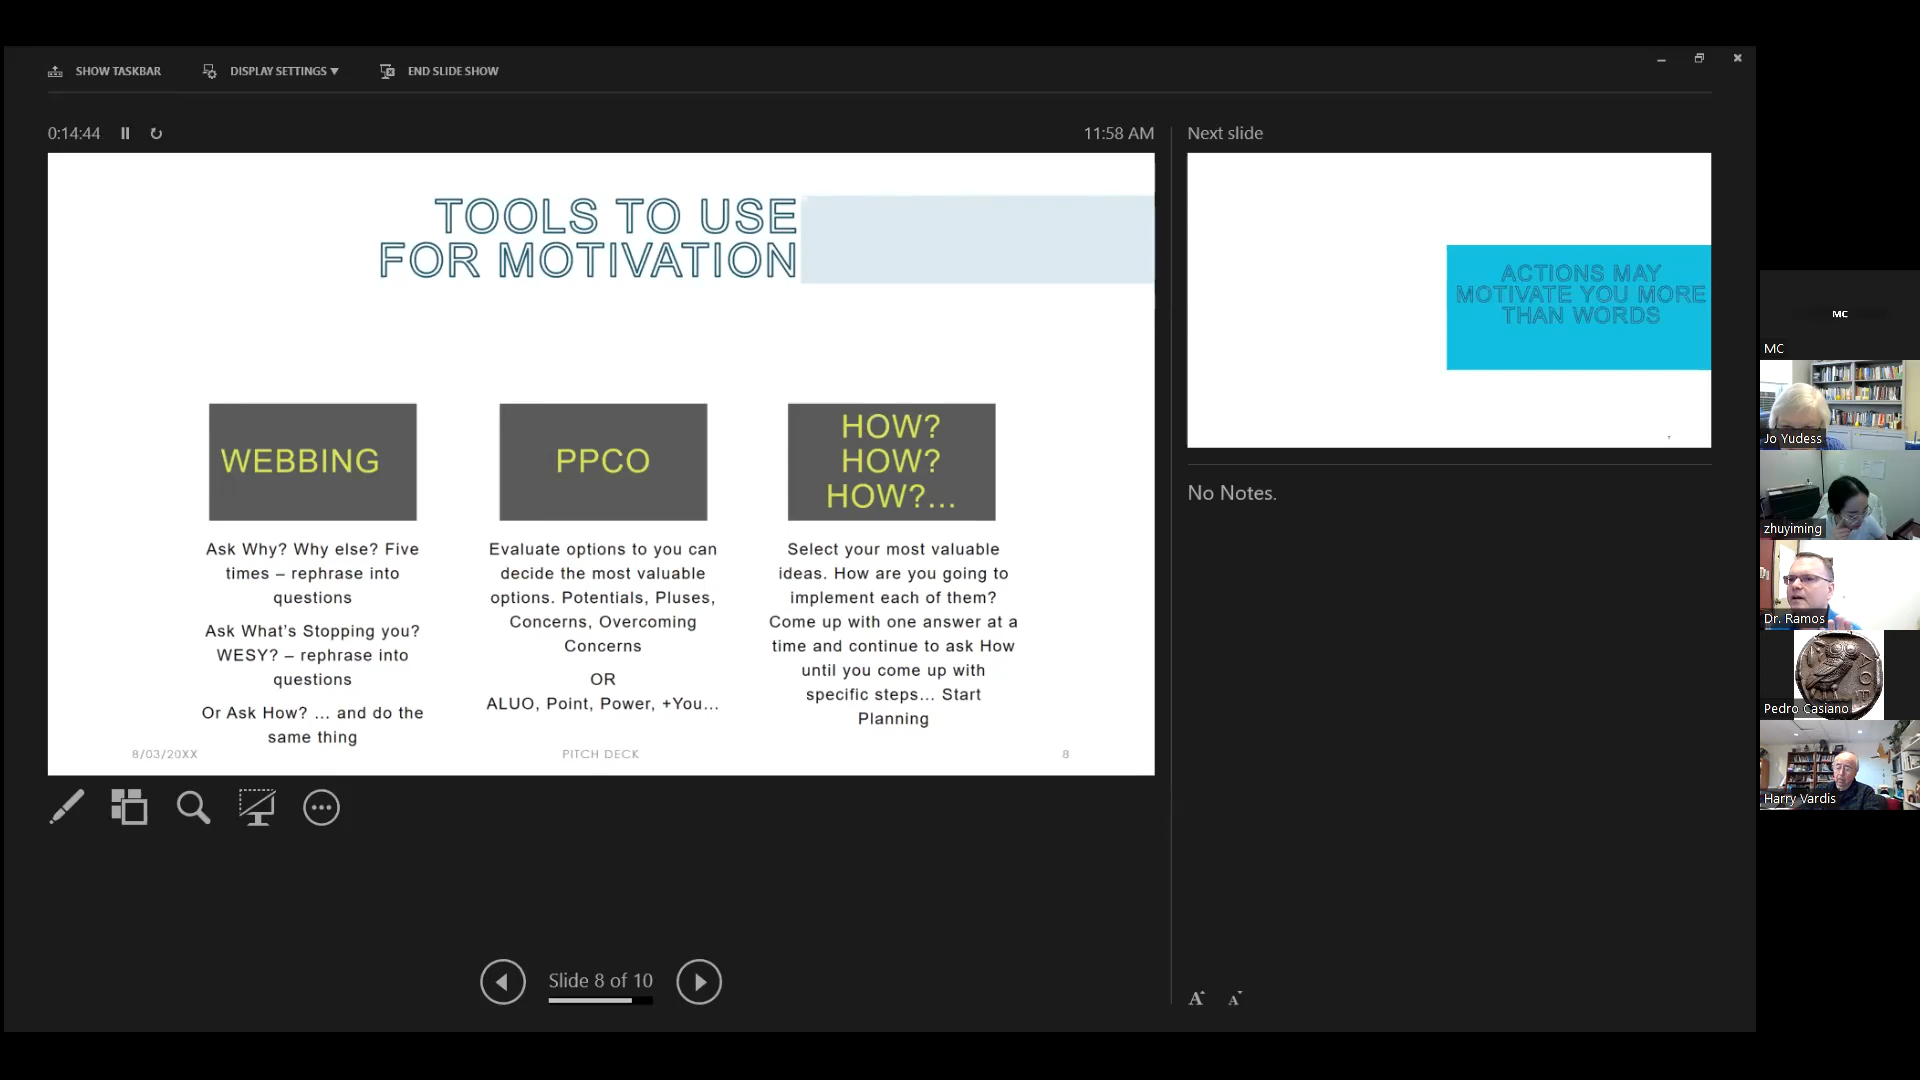 SHOW TASKBAR
DISPLAY SETTINGS
END SLIDE SHOW
0:14:44
11:58 AM
Next slide
TOOLS TO USE
FOR MOTIVATION
WEBBING
Ask Why? Why else? Five
times – rephrase into
questions
Ask What's Stopping you?
WESY? – rephrase into
questions
Or Ask How? ... and do the
same thing
PPCO
Evaluate options to you can
decide the most valuable
options. Potentials, Pluses,
Concerns, Overcoming
Concerns
OR
ALUO, Point, Power, +You...
HOW?
HOW?
HOW?...
Select your most valuable
ideas. How are you going to
implement each of them?
Come up with one answer at a
time and continue to ask How
until you come up with
specific steps... Start
Planning
8/03/20XX
PITCH DECK
8
ACTIONS MAY
MOTIVATE YOU MORE
THAN WORDS
No Notes.
Slide 8 of 10
A
A
MC
MC
Jo Yudess
zhuyiming
Dr. Ramos
ΑΘΕ
Pedro Casiano
Harry Vardis